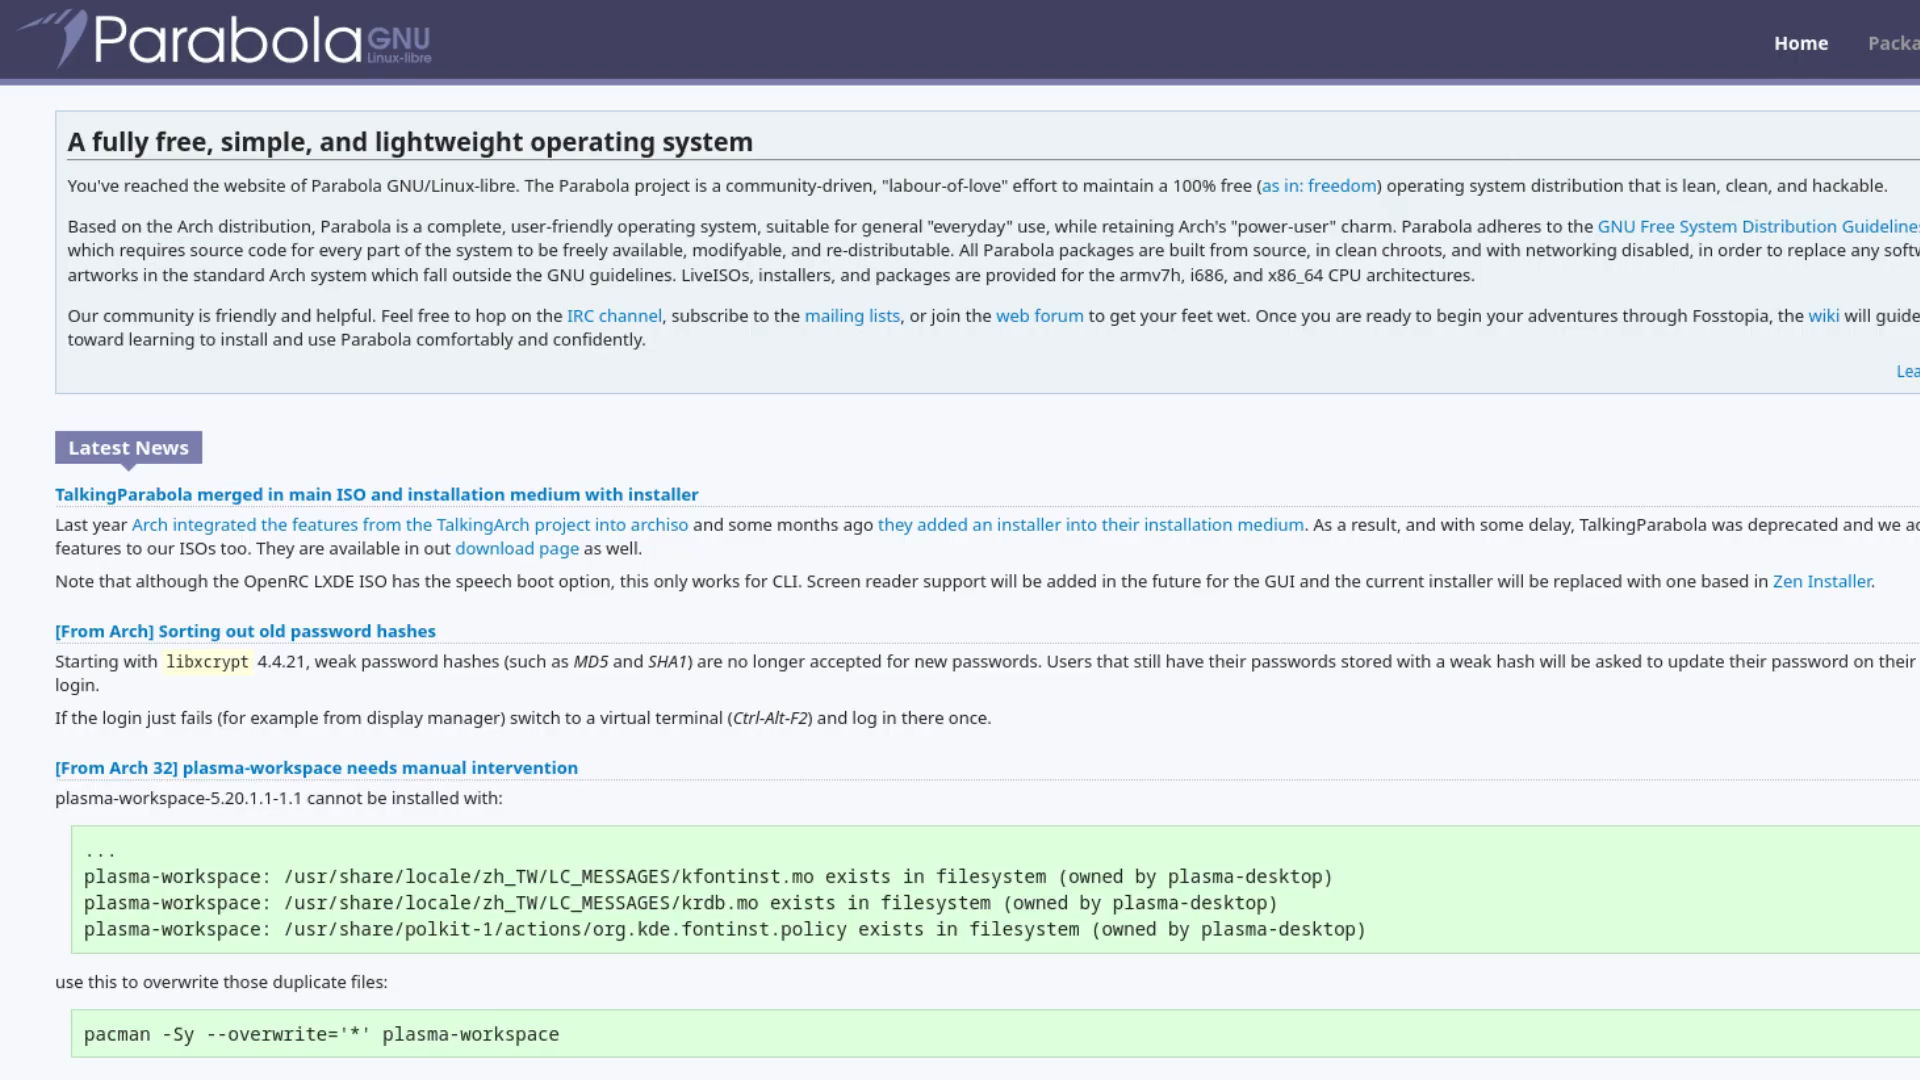 Parabola GNU
Linux-libre
Home
A fully free, simple, and lightweight operating system
You've reached the website of Parabola GNU/Linux-libre. The Parabola project is a community-driven, "labour-of-love" effort to maintain a 100% free (as in: freedom) operating system distribution that is lean, clean, and hackable.
Based on the Arch distribution, Parabola is a complete, user-friendly operating system, suitable for general "everyday" use, while retaining Arch's "power-user" charm. Parabola adheres to the GNU Free System Distribution Guidelines
which requires source code for every part of the system to be freely available, modifyable, and re-distributable. All Parabola packages are built from source, in clean chroots, and with networking disabled, in order to replace any
artworks in the standard Arch system which fall outside the GNU guidelines. LiveISOs, installers, and packages are provided for the armv7h, i686, and x86_64 CPU architectures.
Our community is friendly and helpful. Feel free to hop on the IRC channel, subscribe to the mailing lists, or join the web forum to get your feet wet. Once you are ready to begin your adventures through Fosstopia, the wiki will guide
toward learning to install and use Parabola comfortably and confidently.
Latest News
TalkingParabola merged in main ISO and installation medium with installer
Last year Arch integrated the features from the TalkingArch project into archiso and some months ago they added an installer into their installation medium. As a result, and with some delay, TalkingParabola was deprecated and we
features to our ISOs too. They are available in out download page as well.
Note that although the OpenRC LXDE ISO has the speech boot option, this only works for CLI. Screen reader support will be added in the future for the GUI and the current installer will be replaced with one based in Zen Installer.
[From Arch] Sorting out old password hashes
Starting with libxcrypt 4.4.21, weak password hashes (such as MD5 and SHA1) are no longer accepted for new passwords. Users that still have their passwords stored with a weak hash will be asked to update their password on their
login.
If the login just fails (for example from display manager) switch to a virtual terminal (Ctrl-Alt-F2) and log in there once.
[From Arch 32] plasma-workspace needs manual intervention
plasma-workspace-5.20.1.1-1.1 cannot be installed with:
...
plasma-workspace: /usr/share/locale/zh_TW/LC_MESSAGES/kfontinst.mo exists in filesystem (owned by plasma-desktop)
plasma-workspace: /usr/share/locale/zh_TW/LC_MESSAGES/krdb.mo exists in filesystem (owned by plasma-desktop)
plasma-workspace: /usr/share/polkit-1/actions/org.kde.fontinst.policy exists in filesystem (owned by plasma-desktop)
use this to overwrite those duplicate files:
pacman -Sy --overwrite='*' plasma-workspace